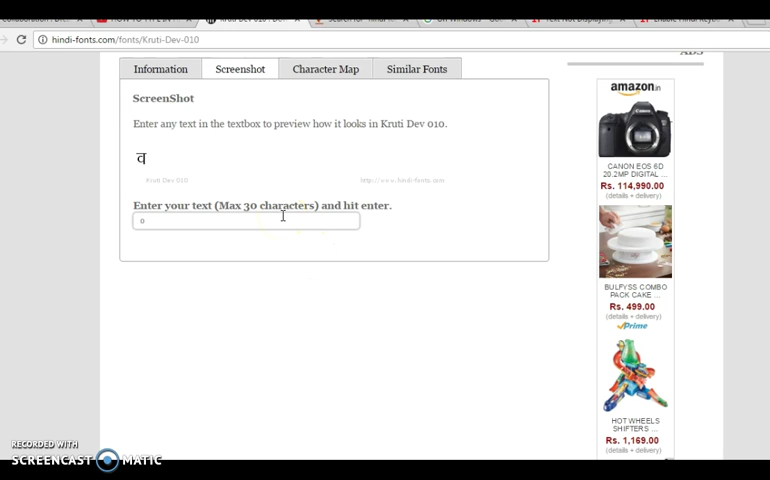 hindi-fonts.com/fonts/Kruti-Dev-010
ADS
Information
Screenshot
Character Map
Similar Fonts
ScreenShot
Enter any text in the textbox to preview how it looks in Kruti Dev 010.
व
Kruti Dev 010
http://www.hindi-fonts.com
Enter your text (Max 30 characters) and hit enter.
o
amazon.in
CANON EOS 6D
20.2MP DIGITAL ...
Rs. 114,990.00
(details + delivery)
BULFYSS COMBO
PACK CAKE ...
Rs. 499.00
(details + delivery)
Prime
HOT WHEELS
SHIFTERS ...
Rs. 1,169.00
(details + delivery)
RECORDED WITH
SCREENCAST MATIC